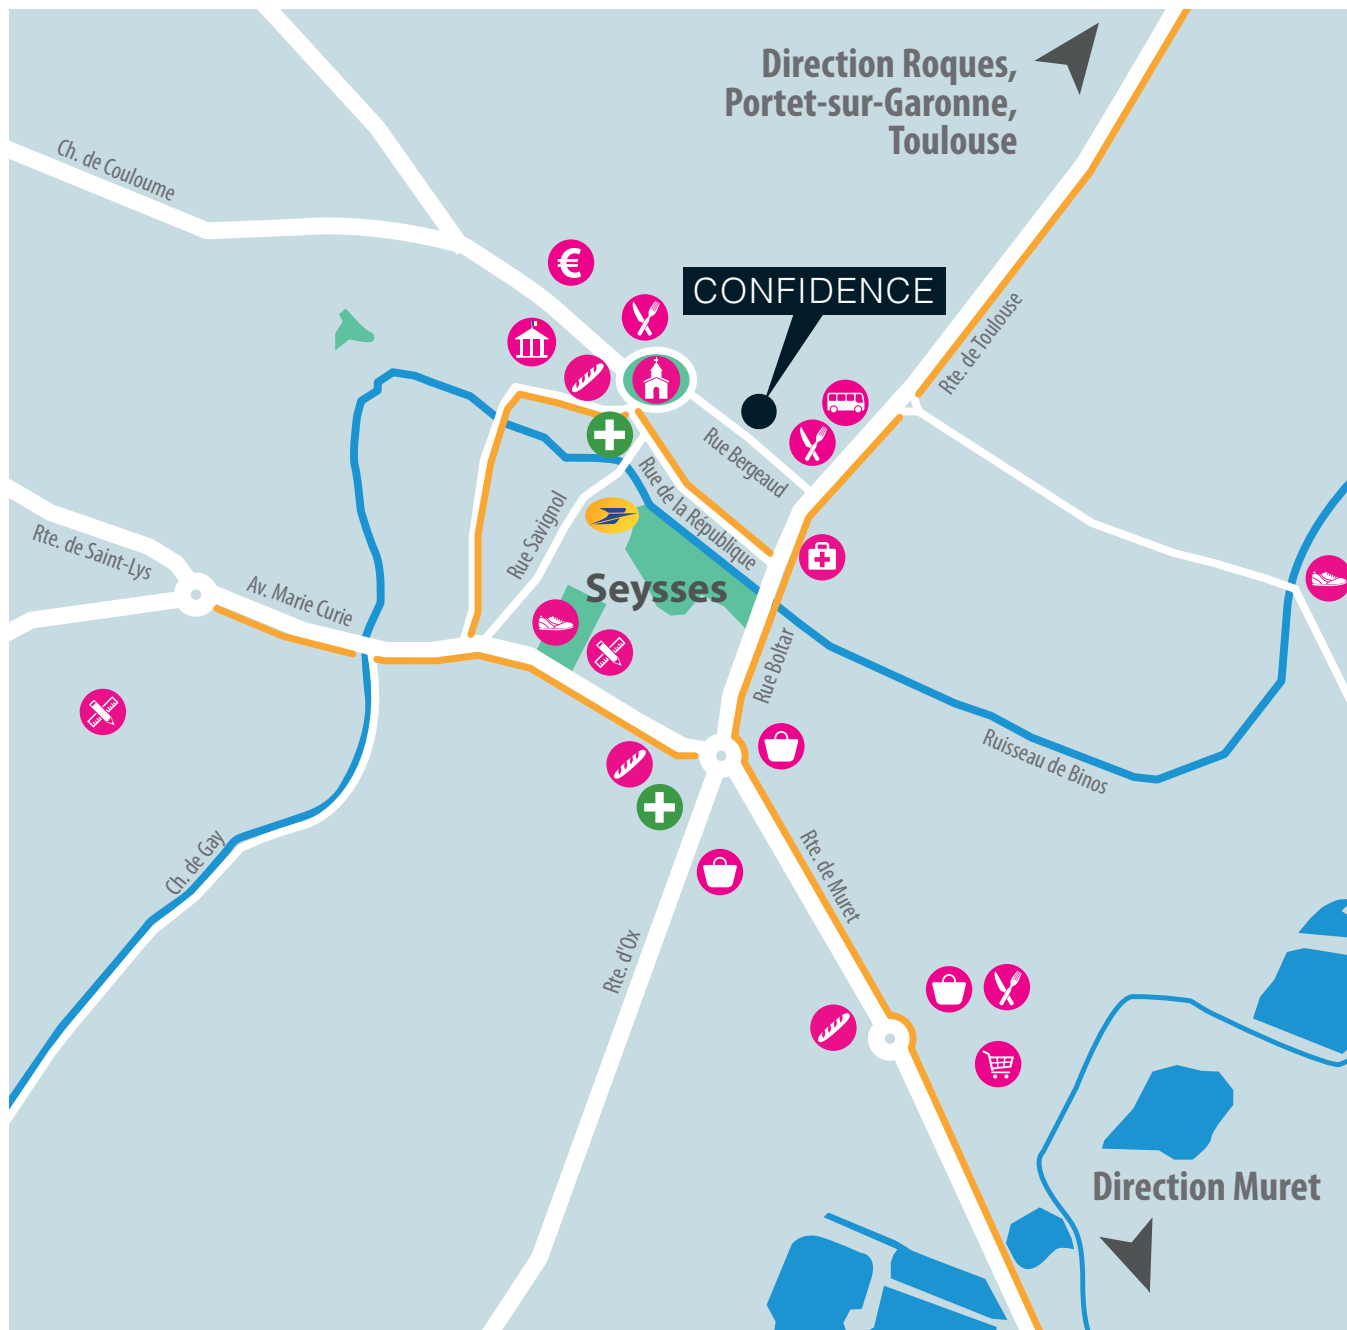 Direction Roques,
Portet-sur-Garonne,
Toulouse
Ch. de Couloume
€
CONFIDENCE
Rte. de Toulouse
Rue Bergeaud
Rue de la République
Rue Savignol
Rte. de Saint-Lys
Av. Marie Curie
Seysses
Rue Boltar
Ruisseau de Binos
Ch. de Gay
Rte. de Muret
Rte. d'Ox
Direction Muret